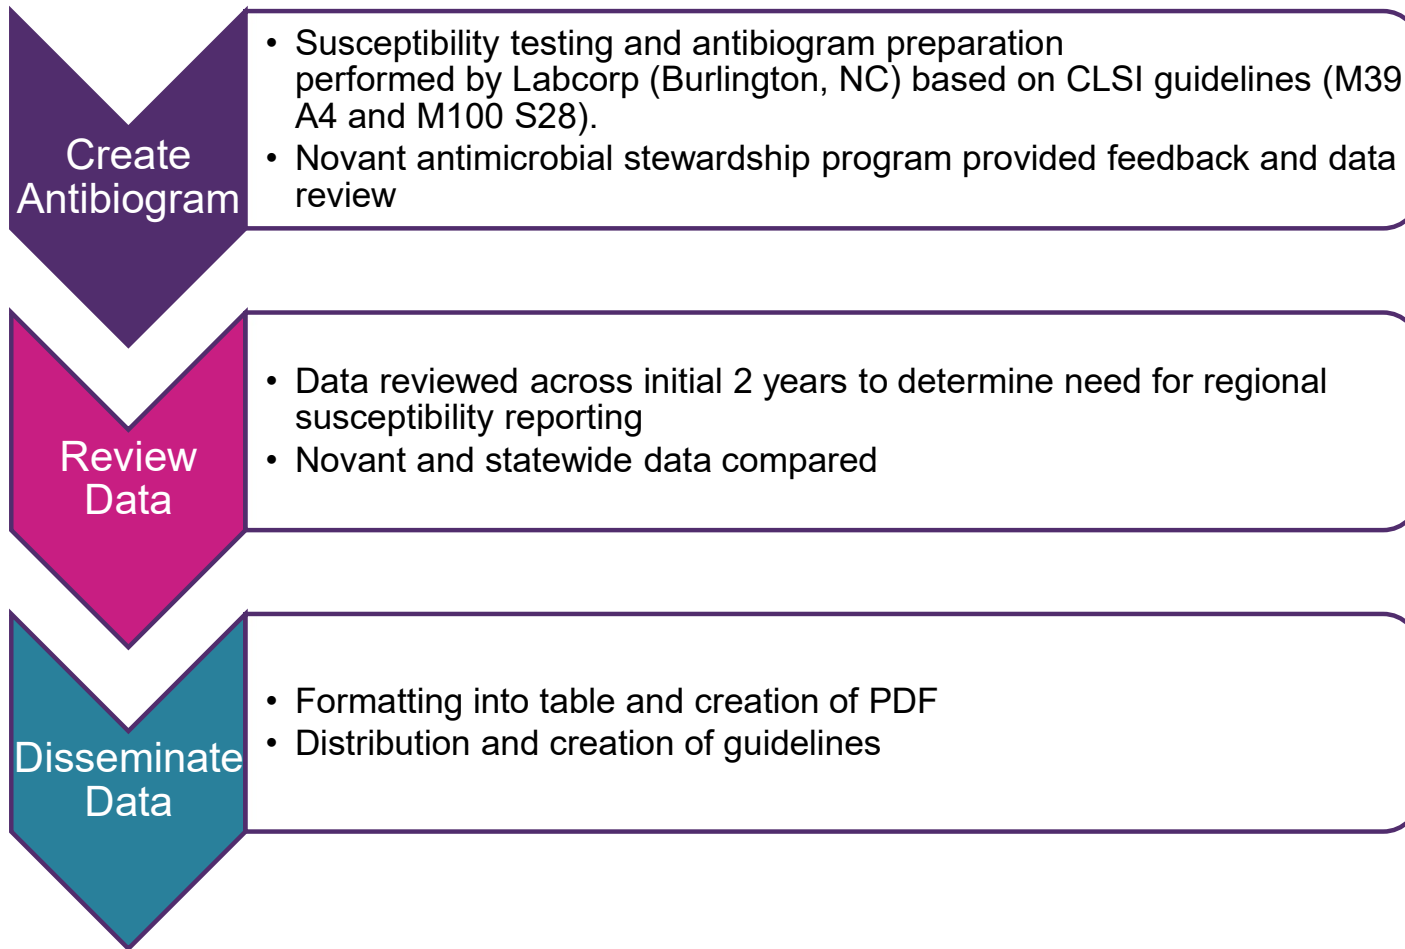 Create
Antibiogram
• Susceptibility testing and antibiogram preparation
performed by Labcorp (Burlington, NC) based on CLSI guidelines (M39
A4 and M100 S28).
• Novant antimicrobial stewardship program provided feedback and data
review
Review
Data
• Data reviewed across initial 2 years to determine need for regional
susceptibility reporting
• Novant and statewide data compared
Disseminate
Data
• Formatting into table and creation of PDF
• Distribution and creation of guidelines